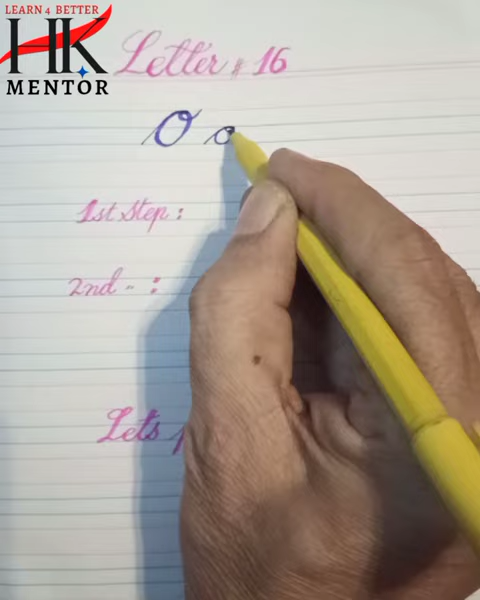 LEARN 4 BETTER
HK
MENTOR
Letter # 16
O o
1st Step :
2nd " :
Lets